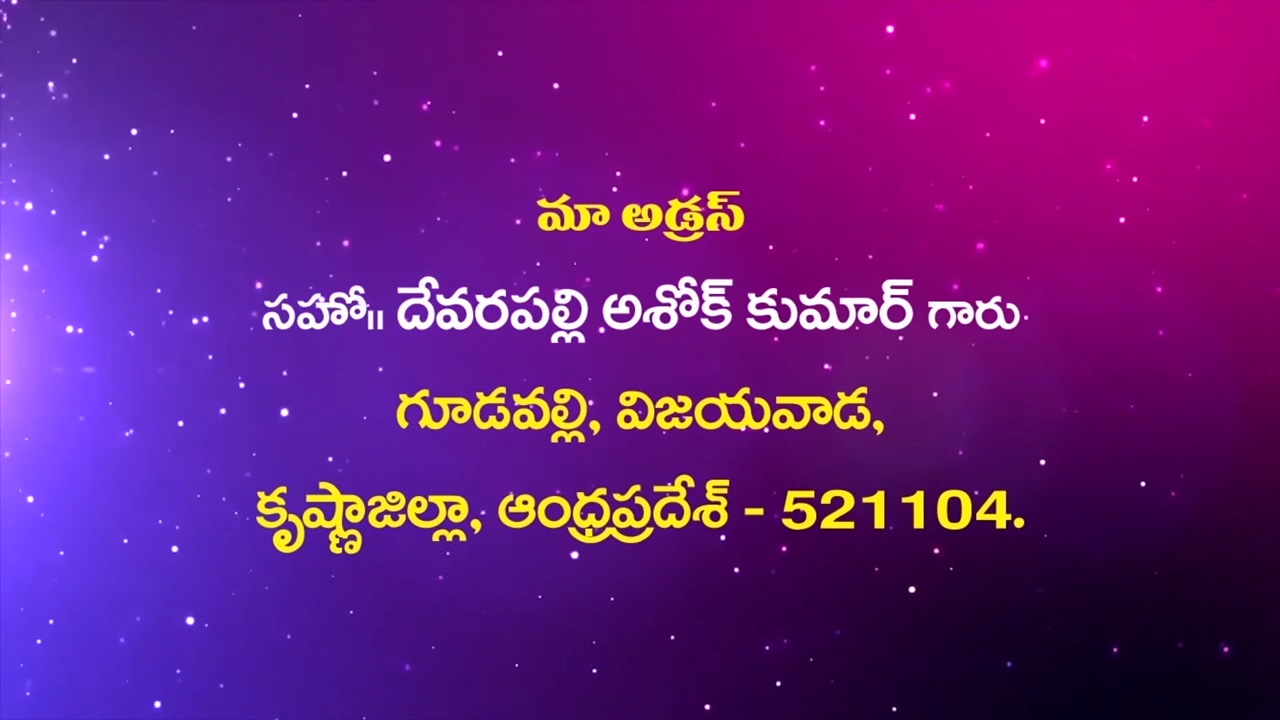 మా అడ్రస్
సహో॥ దేవరపల్లి అశోక్ కుమార్ గారు
గూడవల్లి, విజయవాడ,
కృష్ణాజిల్లా, ఆంధ్రప్రదేశ్ - 521104.